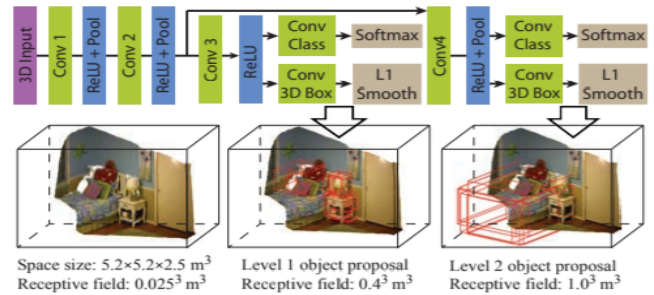 3D Input
Conv 1
ReLU + Pool
Conv 2
ReLU + Pool
Conv 3
ReLU
Conv
Class
Softmax
Conv
3D Box
L1
Smooth
Conv4
ReLU + Pool
Conv
Class
Softmax
Conv
3D Box
L1
Smooth
Space size: 5.2×5.2×2.5 m³
Receptive field: 0.025³ m³
Level 1 object proposal
Receptive field: 0.4³ m³
Level 2 object proposal
Receptive field: 1.0³ m³